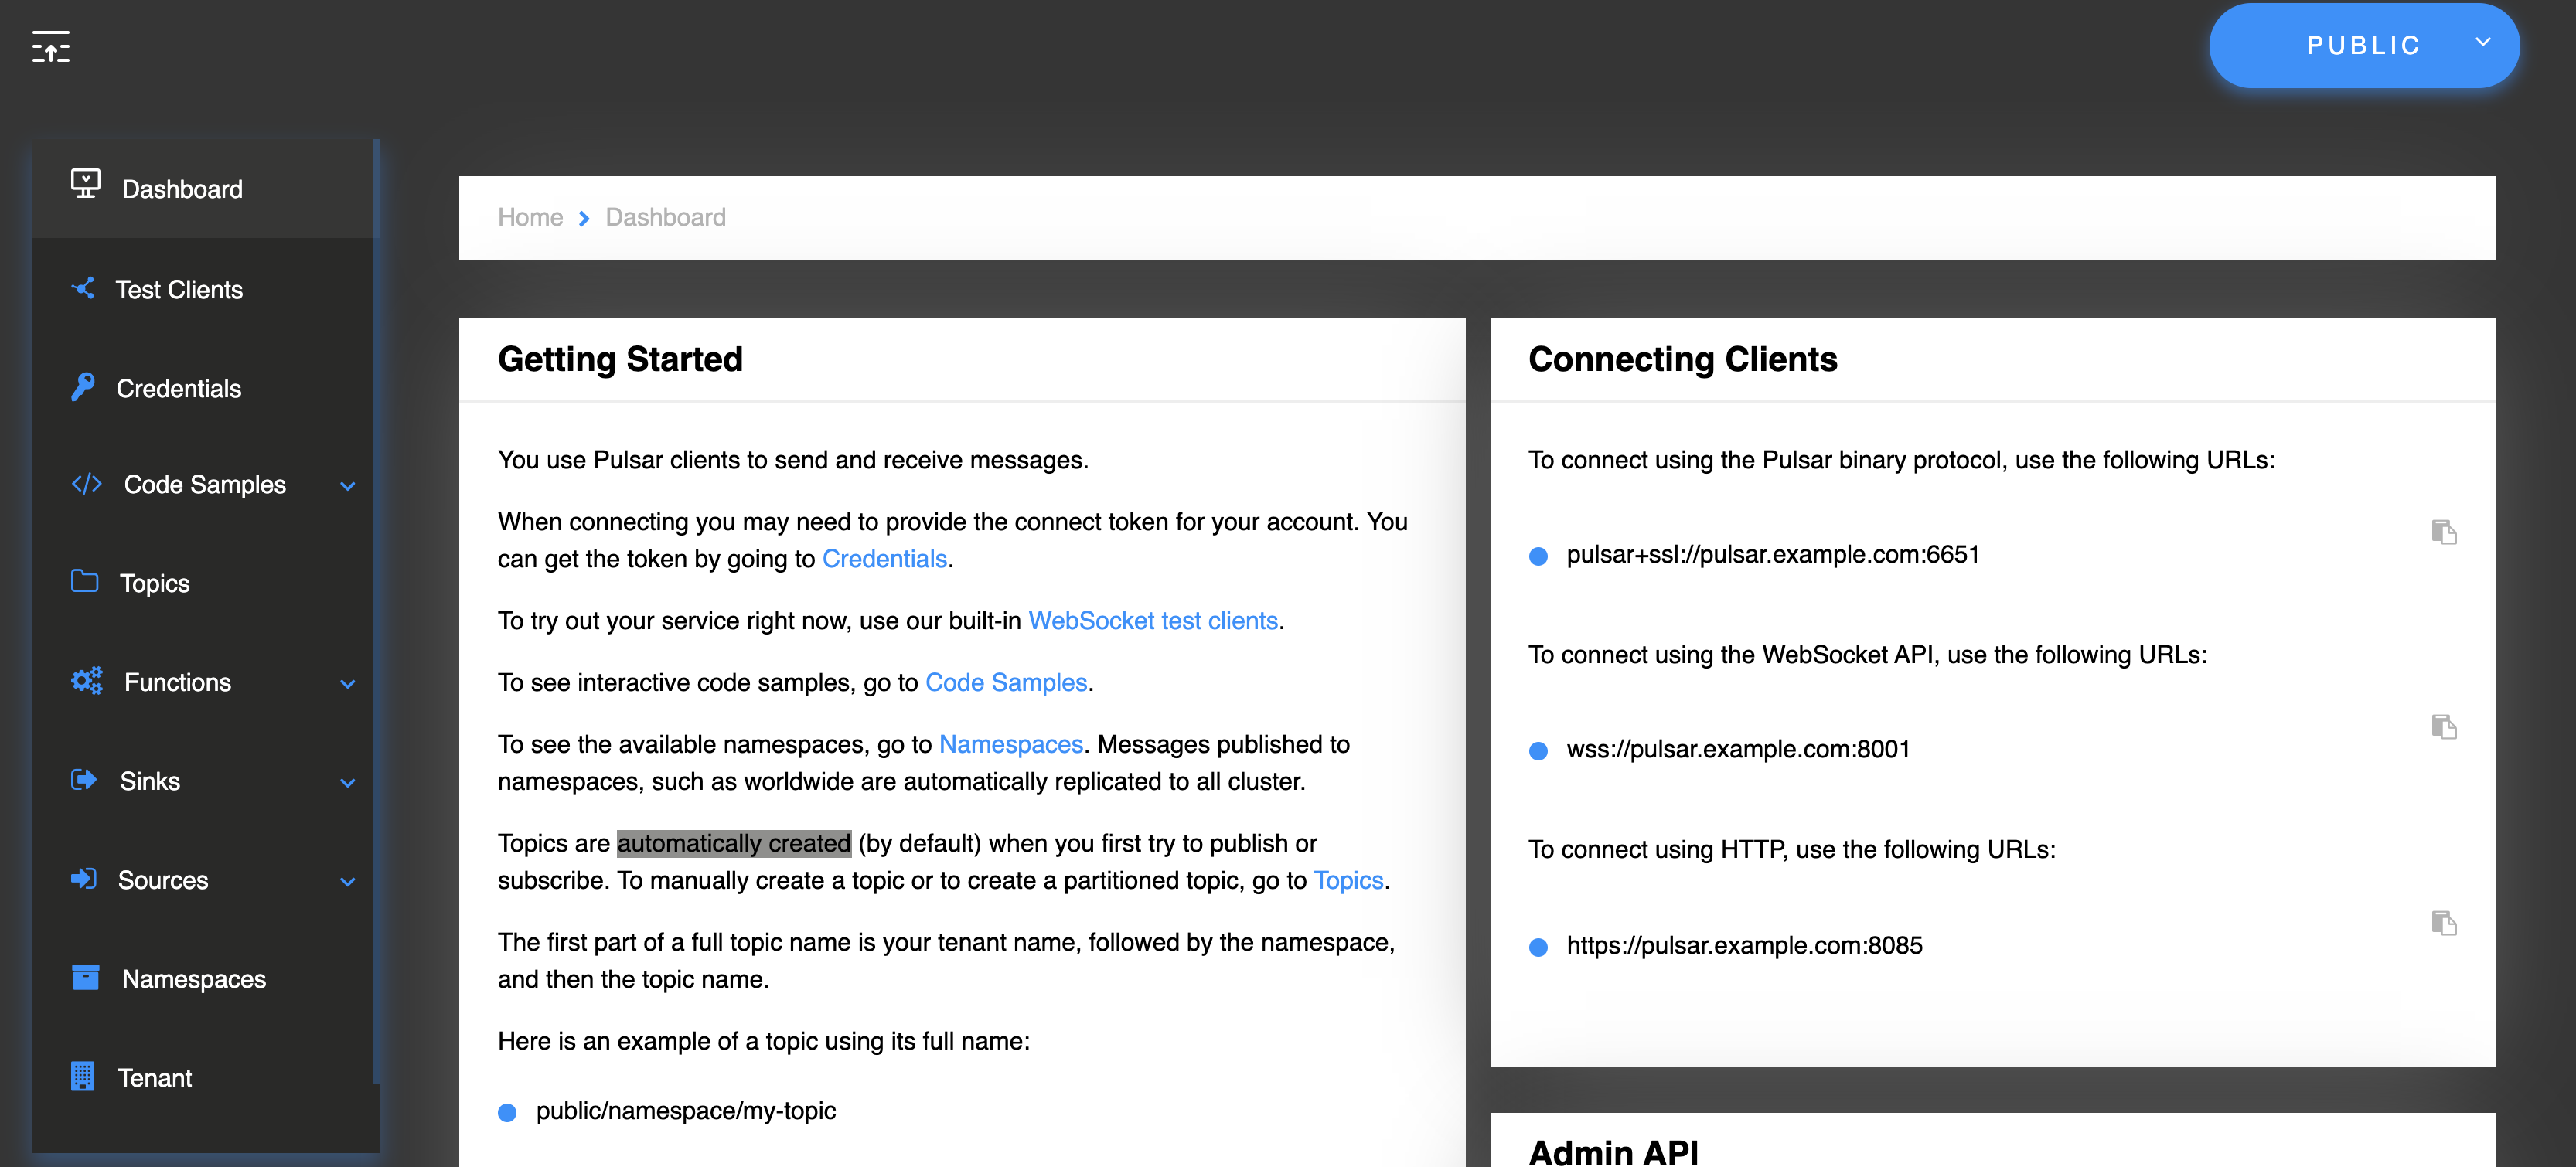 PUBLIC
Dashboard
Test Clients
Credentials
Code Samples
Topics
Functions
Sinks
Sources
Namespaces
Tenant
Home
Dashboard
Getting Started
You use Pulsar clients to send and receive messages.
When connecting you may need to provide the connect token for your account. You
can get the token by going to Credentials.
To try out your service right now, use our built-in WebSocket test clients.
To see interactive code samples, go to Code Samples.
To see the available namespaces, go to Namespaces. Messages published to
namespaces, such as worldwide are automatically replicated to all cluster.
Topics are automatically created (by default) when you first try to publish or
subscribe. To manually create a topic or to create a partitioned topic, go to Topics.
The first part of a full topic name is your tenant name, followed by the namespace,
and then the topic name.
Here is an example of a topic using its full name:
public/namespace/my-topic
Connecting Clients
To connect using the Pulsar binary protocol, use the following URLs:
pulsar+ssl://pulsar.example.com:6651
To connect using the WebSocket API, use the following URLs:
wss://pulsar.example.com:8001
To connect using HTTP, use the following URLs:
https://pulsar.example.com:8085
Admin API